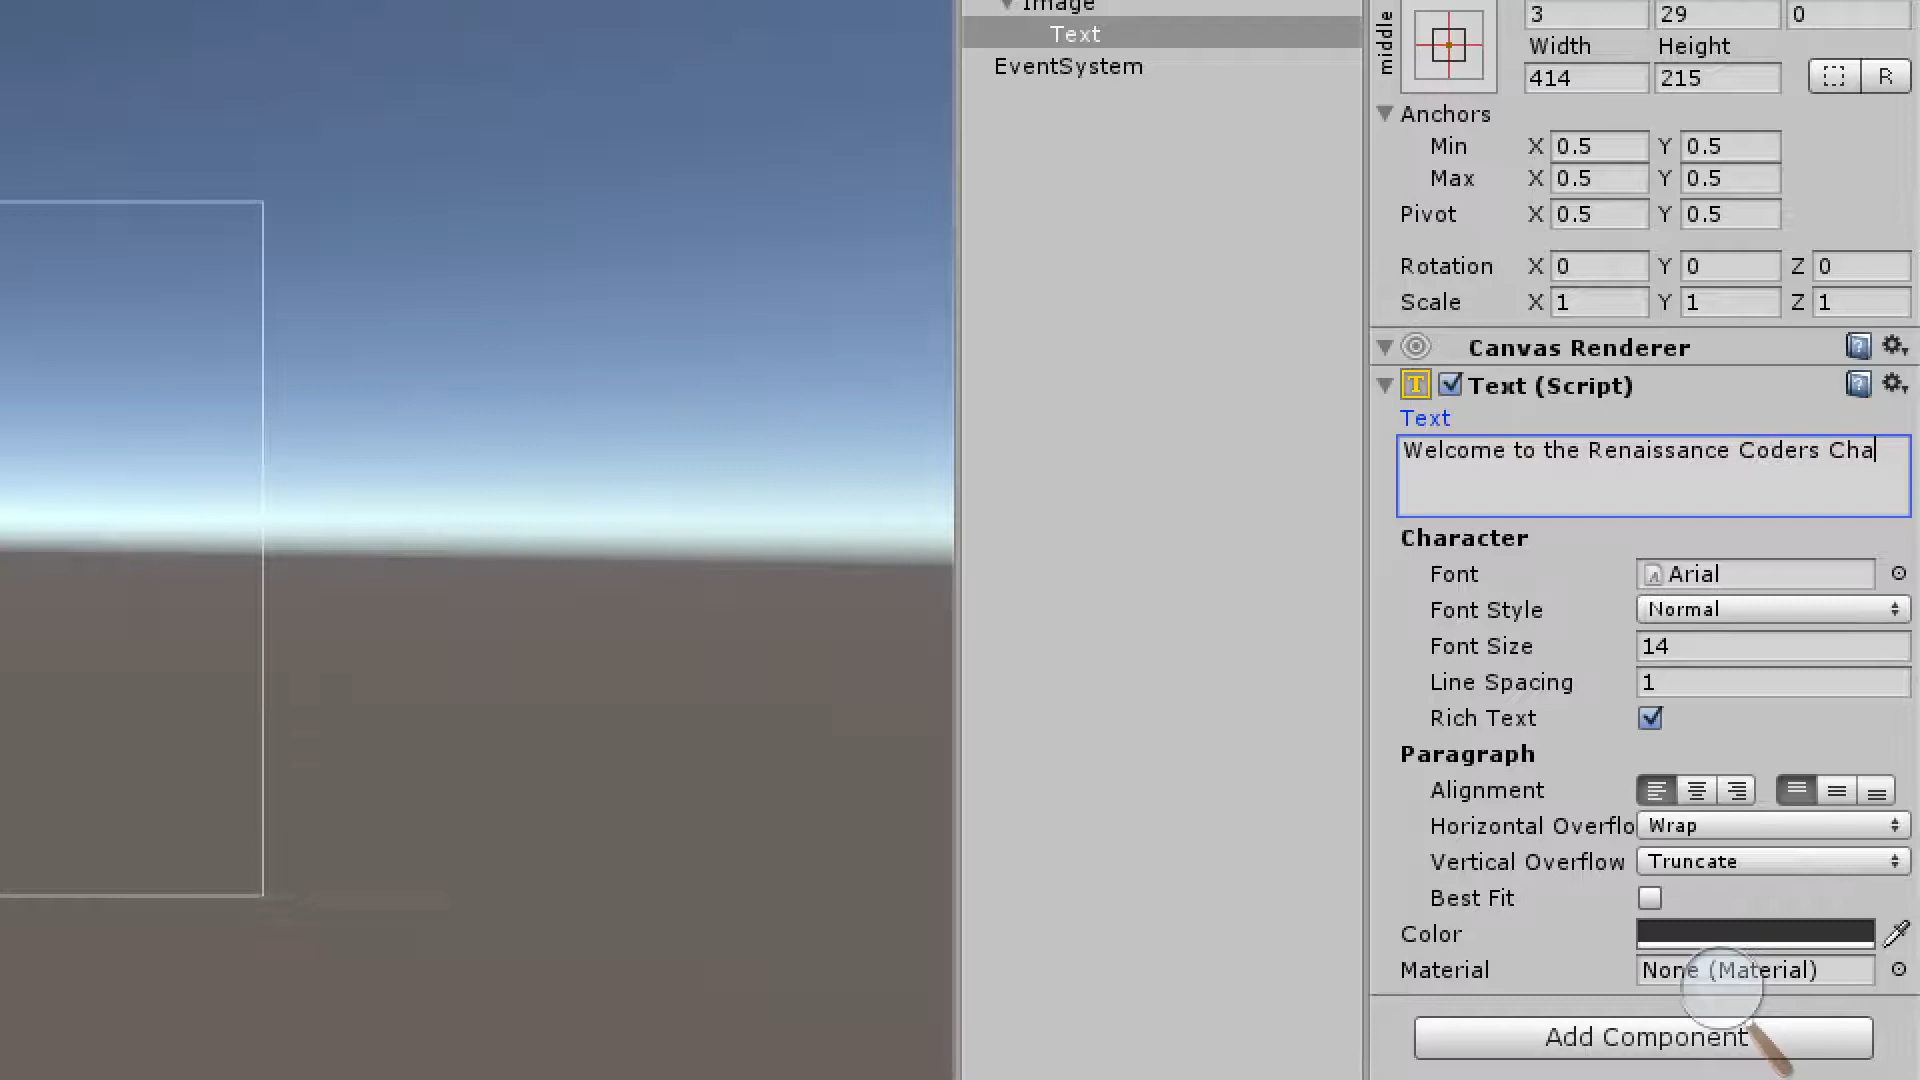 Image
Text
EventSystem
middle
3 29 0
Width Height
414 215 R
Anchors
Min X 0.5 Y 0.5
Max X 0.5 Y 0.5
Pivot X 0.5 Y 0.5
Rotation X 0 Y 0 Z 0
Scale X 1 Y 1 Z 1
Canvas Renderer
Text (Script)
Text
Welcome to the Renaissance Coders Cha
Character
Font Arial
Font Style Normal
Font Size 14
Line Spacing 1
Rich Text
Paragraph
Alignment
Horizontal Overflo Wrap
Vertical Overflow Truncate
Best Fit
Color
Material None (Material)
Add Component